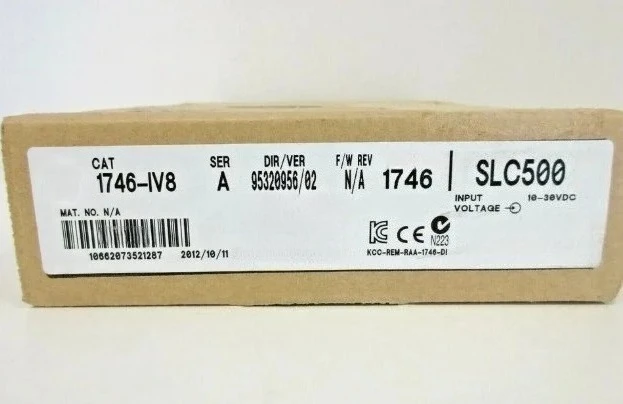 CAT SER DIR/VER F/W REV
1746-IV8 A 95320956/02 N/A 1746 SLC500
INPUT 10-30VDC
VOLTAGE
MAT. NO. N/A
10662073521287 2012/10/11
CE N223
KCC-REM-RAA-1746-DI